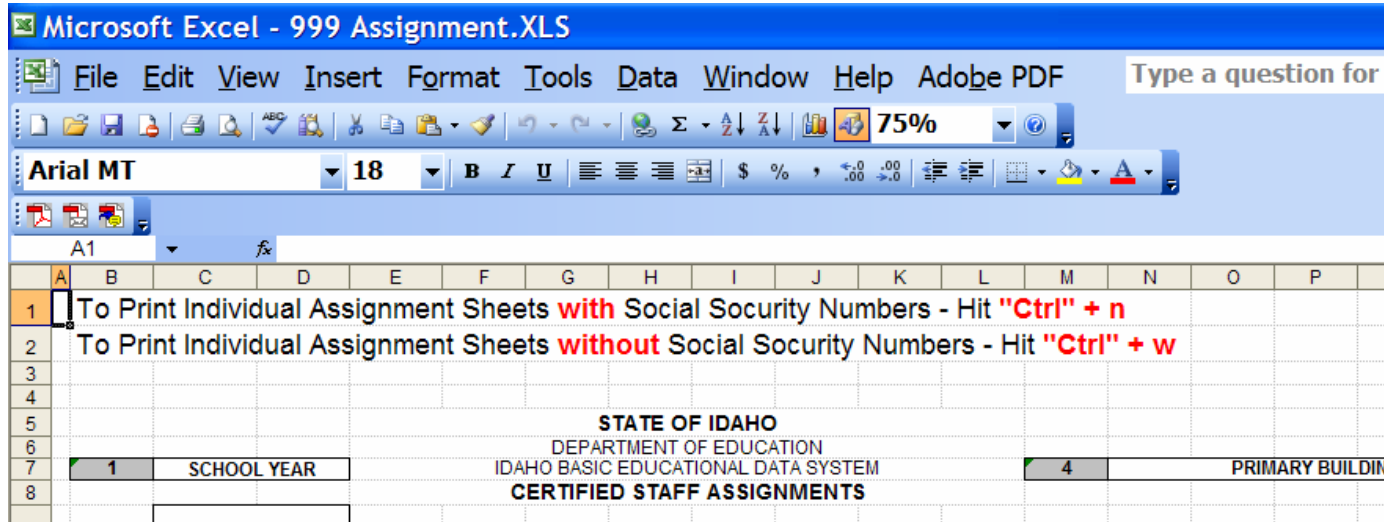 Microsoft Excel - 999 Assignment.XLS
File Edit View Insert Format Tools Data Window Help Adobe PDF Type a question for
75%
Arial MT 18 B I U $ % ,
A1 fx
A B C D E F G H I J K L M N O P
1 To Print Individual Assignment Sheets with Social Socurity Numbers - Hit "Ctrl" + n
2 To Print Individual Assignment Sheets without Social Socurity Numbers - Hit "Ctrl" + w
3
4
5 STATE OF IDAHO
6 DEPARTMENT OF EDUCATION
7 1 SCHOOL YEAR IDAHO BASIC EDUCATIONAL DATA SYSTEM 4 PRIMARY BUILDIN
8 CERTIFIED STAFF ASSIGNMENTS